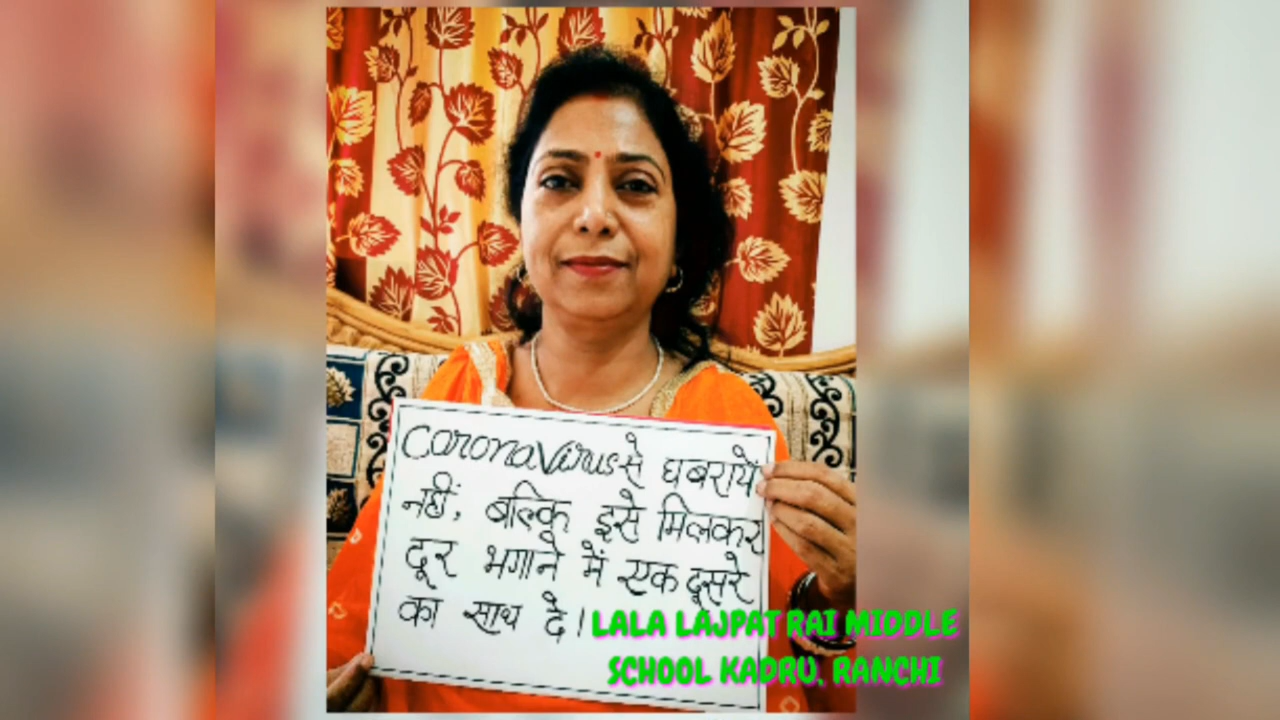 CoronaVirus से घबरायें
नहीं, बल्कि इसे मिलकर
दूर भगाने में एक दूसरे
का साथ दे।
LALA LAJPAT RAI MIDDLE
SCHOOL KADRU, RANCHI